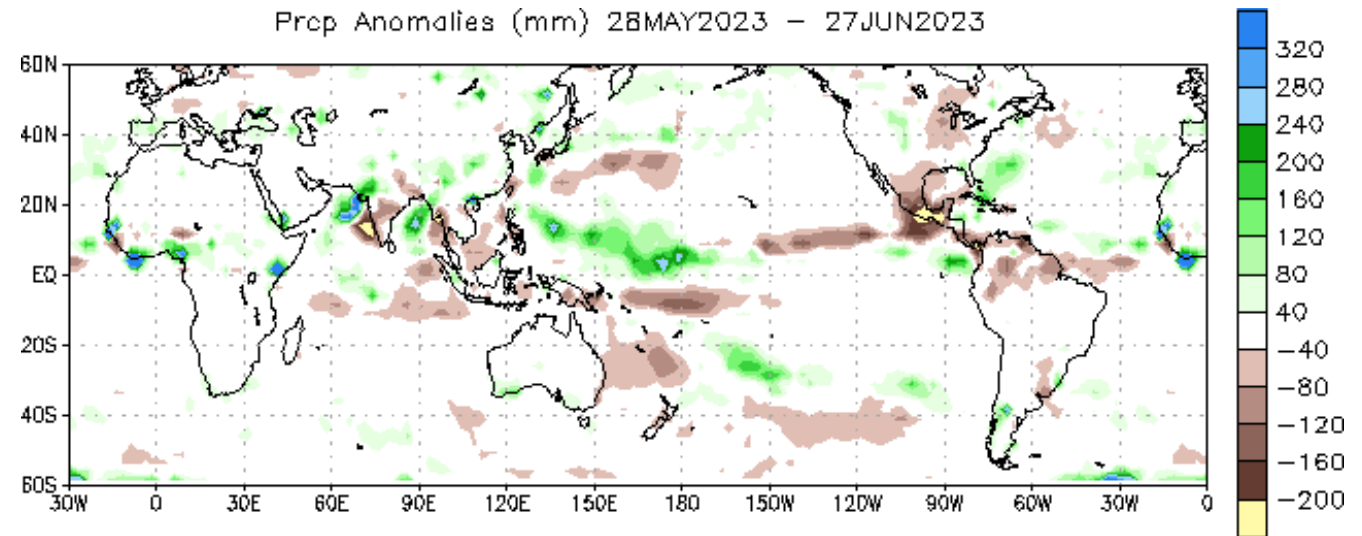 Prcp Anomalies (mm) 28MAY2023 – 27JUN2023
60N
40N
20N
EQ
20S
40S
60S
30W 0 30E 60E 90E 120E 150E 180 150W 120W 90W 60W 30W 0
320
280
240
200
160
120
80
40
−40
−80
−120
−160
−200